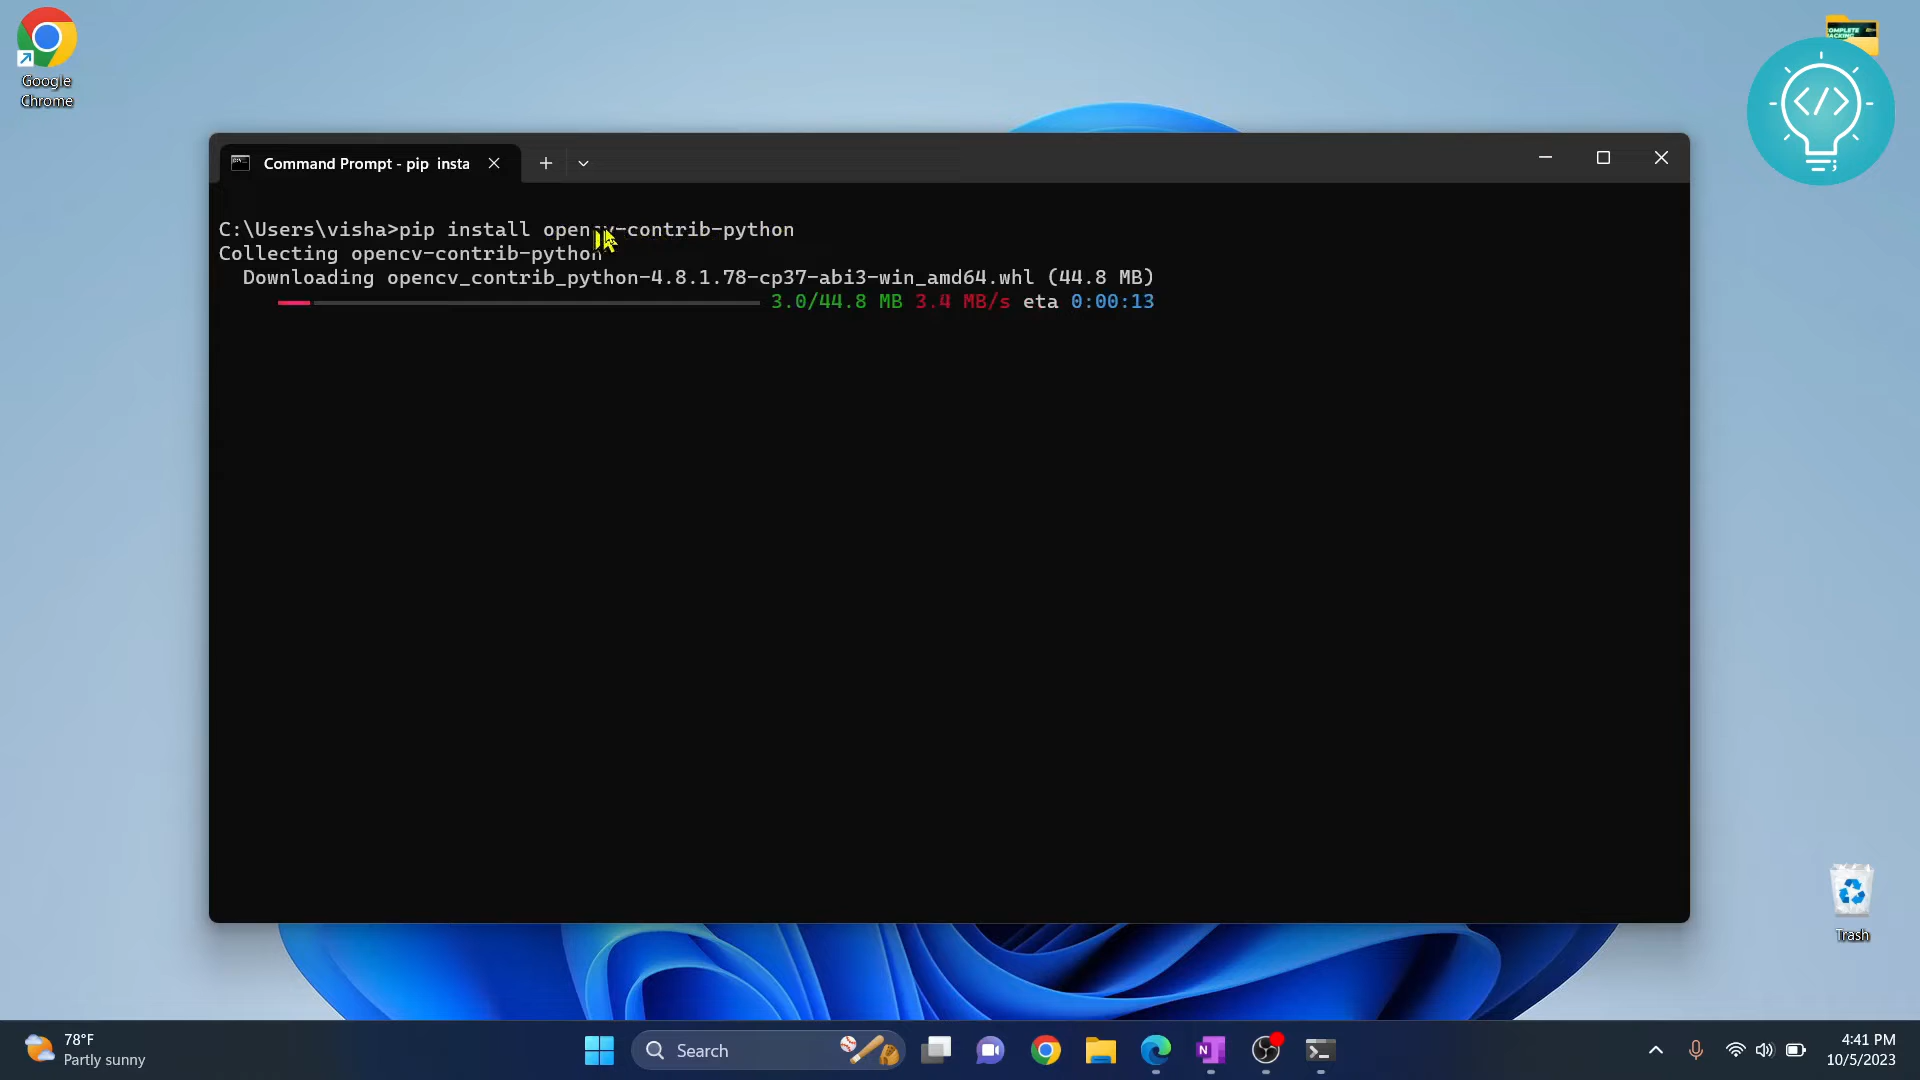 Google
Chrome
COMPLETE
</>
;
Command Prompt - pip  insta
C:\Users\visha>pip install opencv-contrib-python
Collecting opencv-contrib-python
Downloading opencv_contrib_python-4.8.1.78-cp37-abi3-win_amd64.whl (44.8 MB)
3.0/44.8 MB 3.4 MB/s eta 0:00:13
Trash
78°F
Partly sunny
Search
N
4:41 PM
10/5/2023